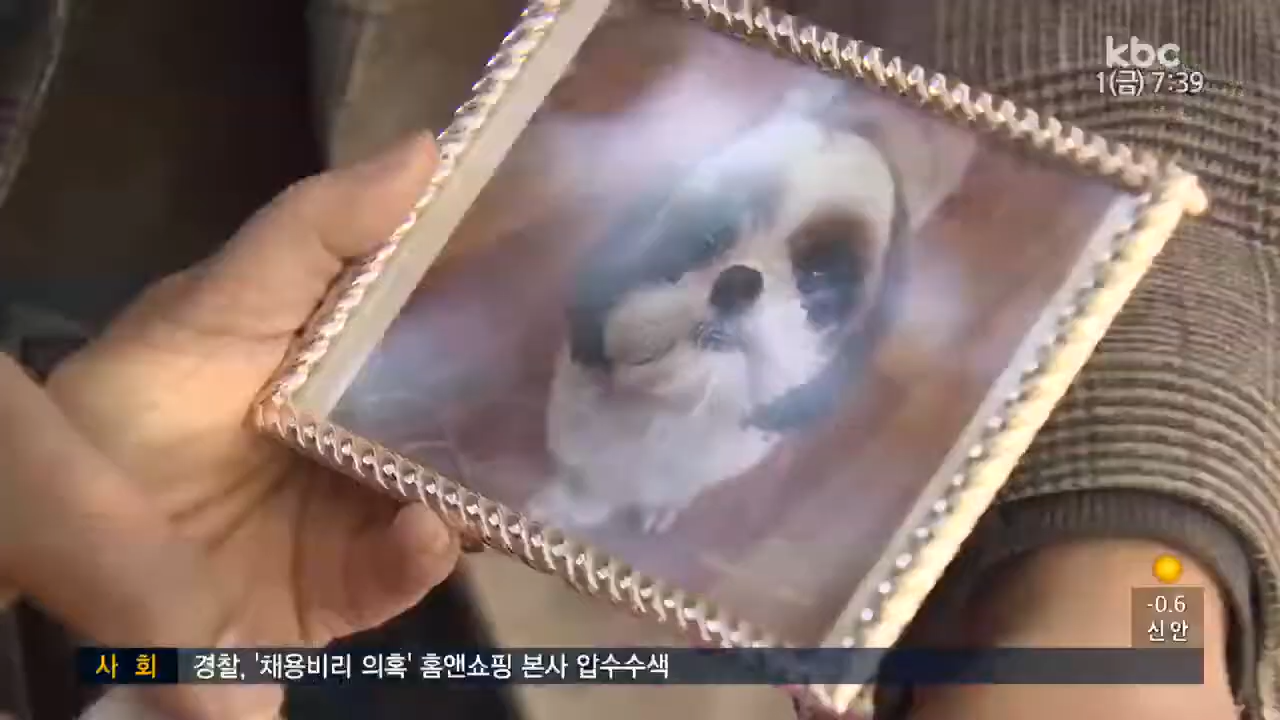 kbc
1(금) 7:39
-0.6
신안
사회 경찰, '채용비리 의혹' 홈앤쇼핑 본사 압수수색